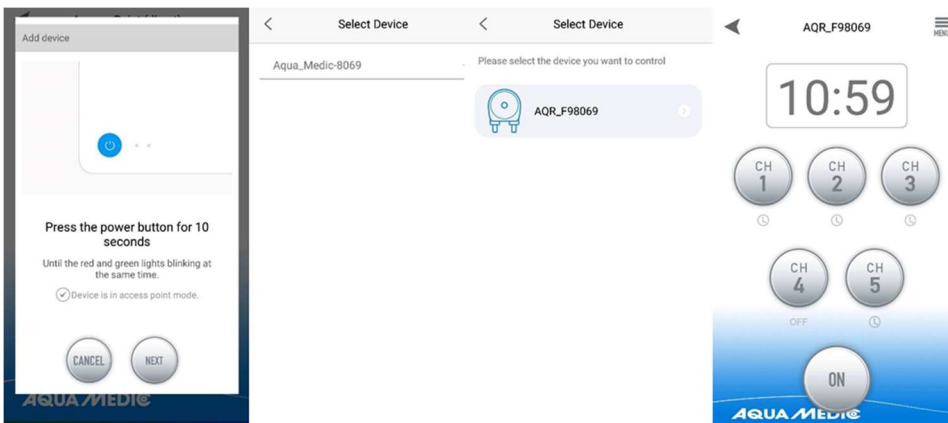 Add device
Press the power button for 10
seconds
Until the red and green lights blinking at
the same time.
Device is in access point mode.
CANCEL
NEXT
AQUA MEDIC
Select Device
Aqua_Medic-8069
Select Device
Please select the device you want to control
AQR_F98069
AQR_F98069
MENU
10:59
CH
1
CH
2
CH
3
CH
4
CH
5
OFF
ON
AQUA MEDIC